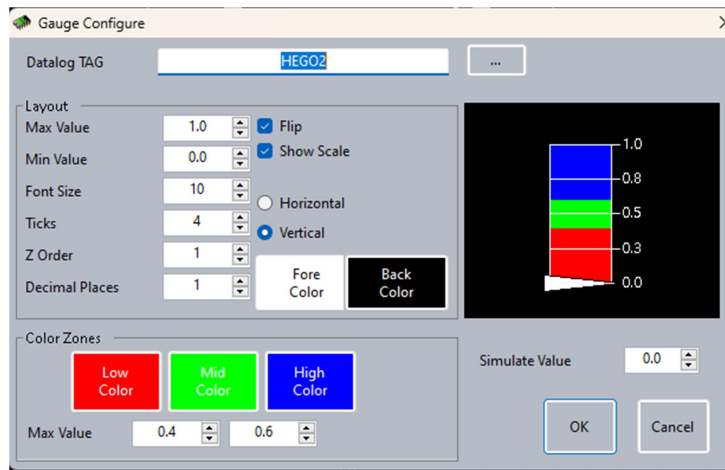 Gauge Configure
Datalog TAG HEGO2 ...
Layout
Max Value 1.0 Flip
Min Value 0.0 Show Scale
Font Size 10 Horizontal
Ticks 4 Vertical
Z Order 1
Decimal Places 1
Fore Color
Back Color
1.0
0.8
0.5
0.3
0.0
Color Zones
Low Color
Mid Color
High Color
Max Value 0.4 0.6
Simulate Value 0.0
OK Cancel